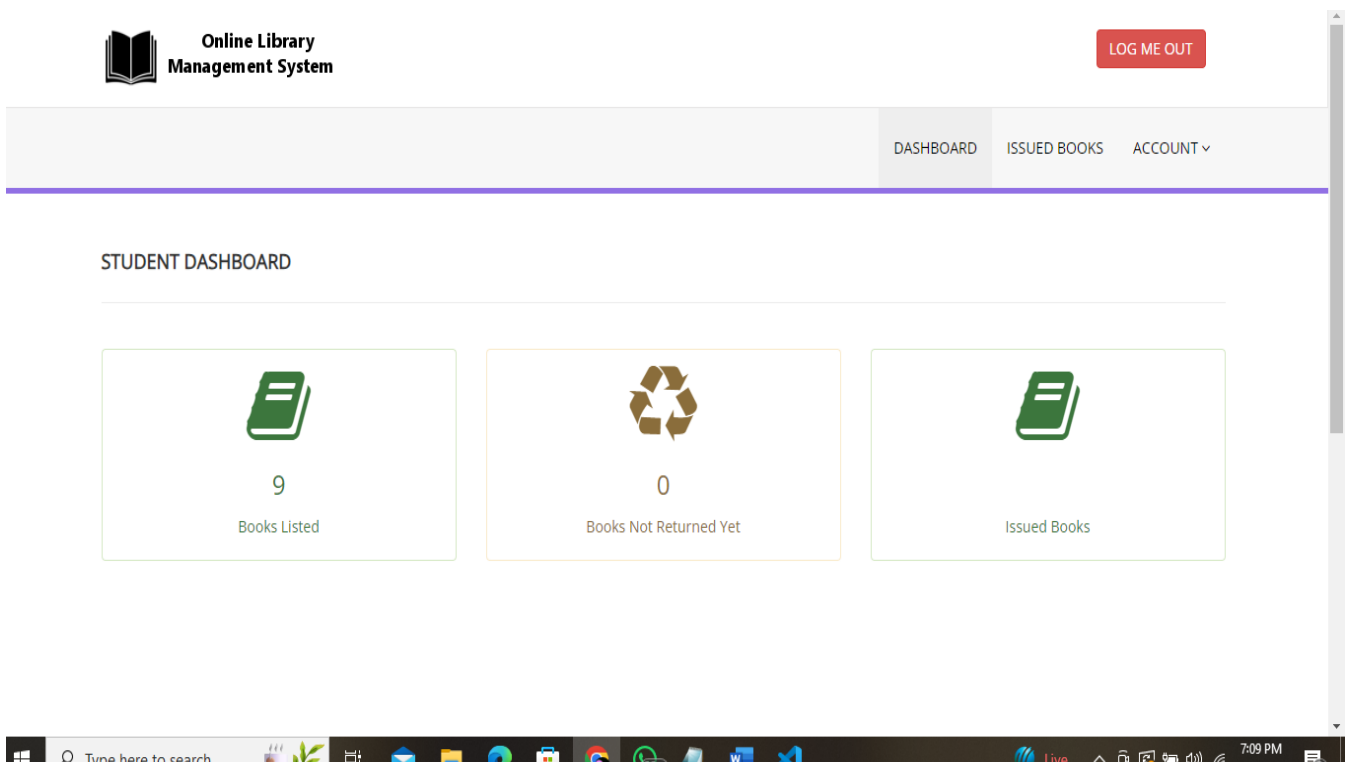 Online Library
Management System
LOG ME OUT
DASHBOARD ISSUED BOOKS ACCOUNT
STUDENT DASHBOARD
9
Books Listed
0
Books Not Returned Yet
Issued Books
Type here to search
Live
7:09 PM